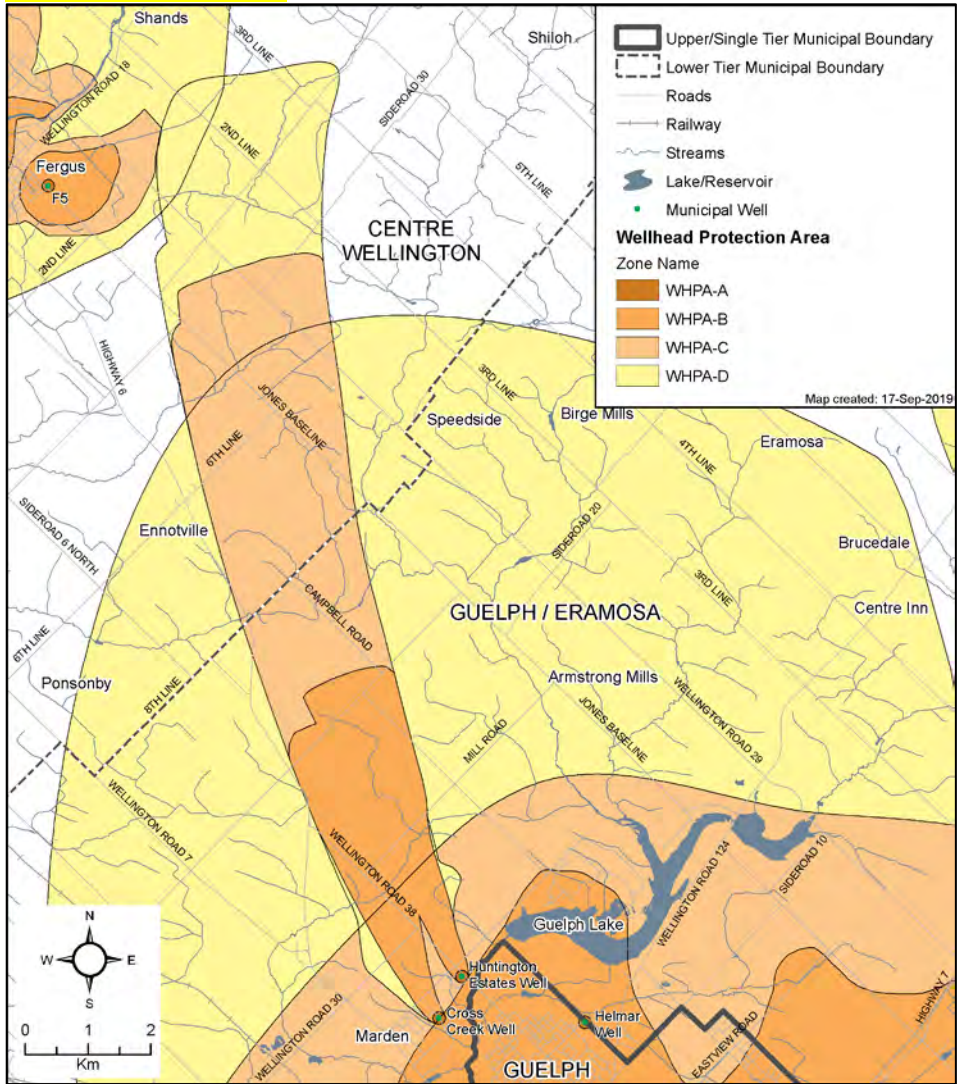 Shands
3RD LINE
Shiloh
SIDEROAD 30
WELLINGTON ROAD 18
2ND LINE
5TH LINE
Fergus
F5
2ND LINE
CENTRE
WELLINGTON
Upper/Single Tier Municipal Boundary
Lower Tier Municipal Boundary
Roads
Railway
Streams
Lake/Reservoir
Municipal Well
Wellhead Protection Area
Zone Name
WHPA-A
WHPA-B
WHPA-C
WHPA-D
Map created: 17-Sep-2019
HIGHWAY 6
JONES BASELINE
6TH LINE
3RD LINE
Speedside
Birge Mills
4TH LINE
Eramosa
SIDEROAD 6 NORTH
Ennotville
SIDEROAD 20
Brucedale
3RD LINE
CAMPBELL ROAD
GUELPH / ERAMOSA
Centre Inn
6TH LINE
Ponsonby
8TH LINE
Armstrong Mills
MILL ROAD
JONES BASELINE
WELLINGTON ROAD 29
WELLINGTON ROAD 7
WELLINGTON ROAD 38
WELLINGTON ROAD 124
SIDEROAD 10
Guelph Lake
N
W
E
S
0 1 2
Km
Huntington
Estates Well
Cross
Creek Well
Helmar
Well
WELLINGTON ROAD 30
Marden
EASTVIEW ROAD
HIGHWAY 7
GUELPH